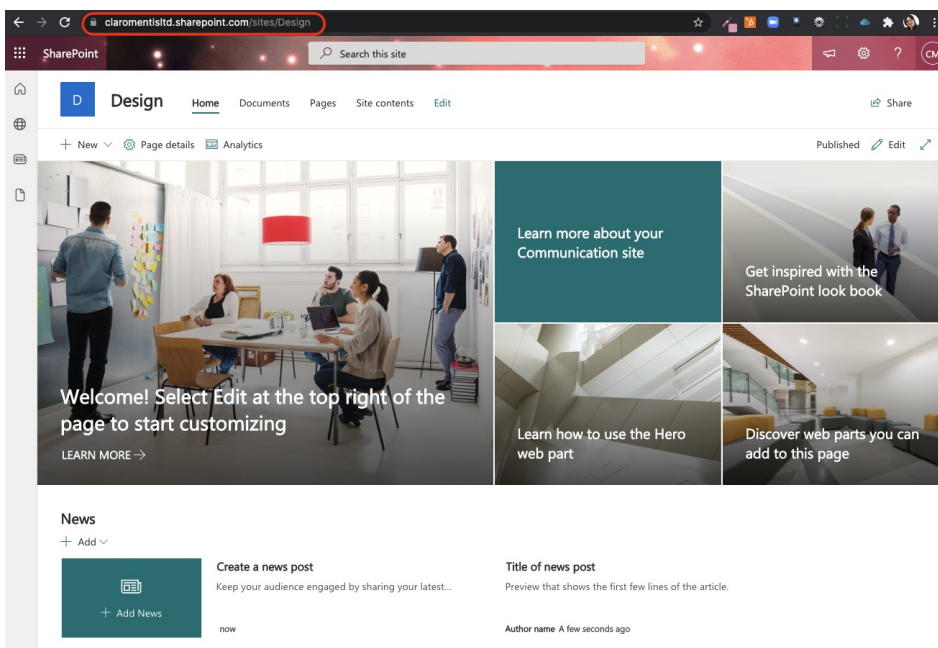 claromentisltd.sharepoint.com/sites/Design
SharePoint
Search this site
?
CM
D
Design
Home
Documents
Pages
Site contents
Edit
Share
New
Page details
Analytics
Published
Edit
Welcome! Select Edit at the top right of the
page to start customizing
LEARN MORE
Learn more about your
Communication site
Get inspired with the
SharePoint look book
Learn how to use the Hero
web part
Discover web parts you can
add to this page
News
Add
Add News
Create a news post
Keep your audience engaged by sharing your latest...
now
Title of news post
Preview that shows the first few lines of the article.
Author name A few seconds ago